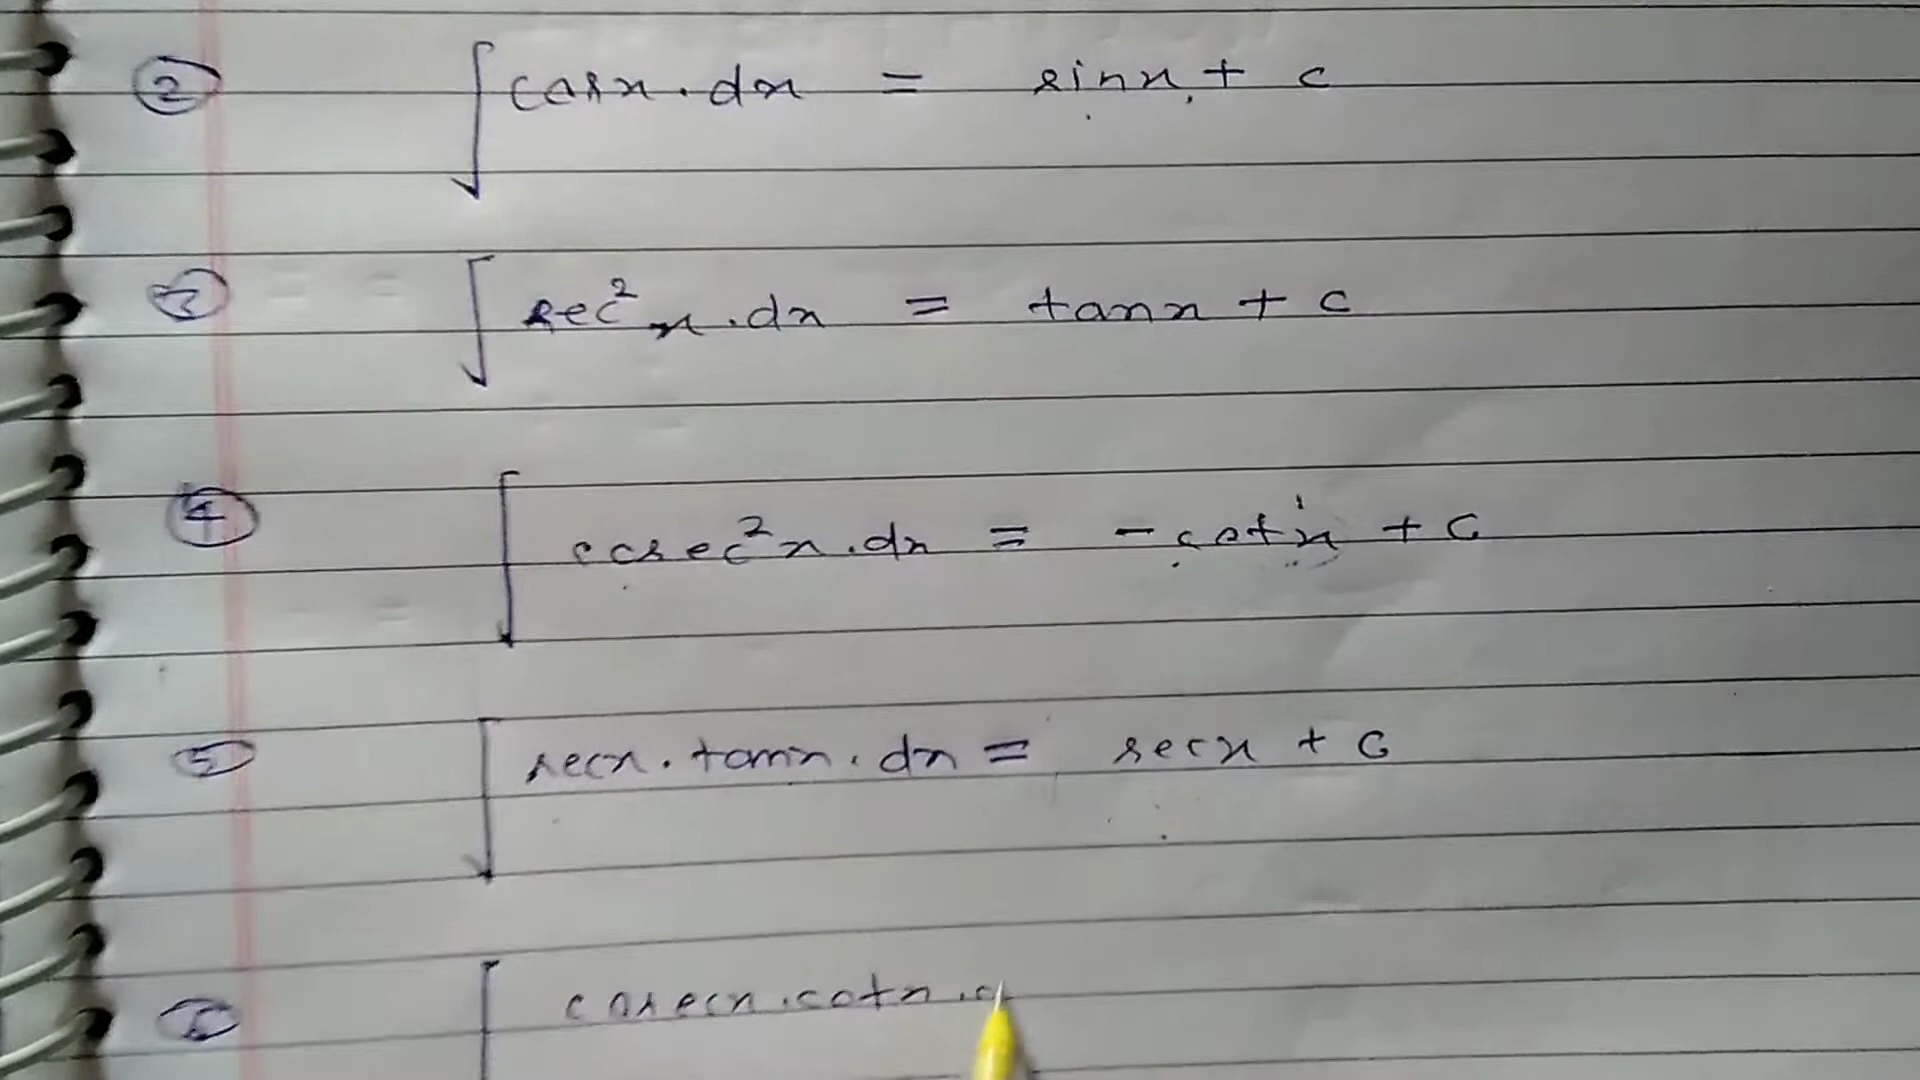 ② ∫ cosx . dx = sinx + c
③ ∫ sec²x . dx = tanx + c
④ ∫ cosec²x . dx = -cotx + c
⑤ ∫ secx . tanx . dx = secx + c
⑥ ∫ cosecx . cotx . d